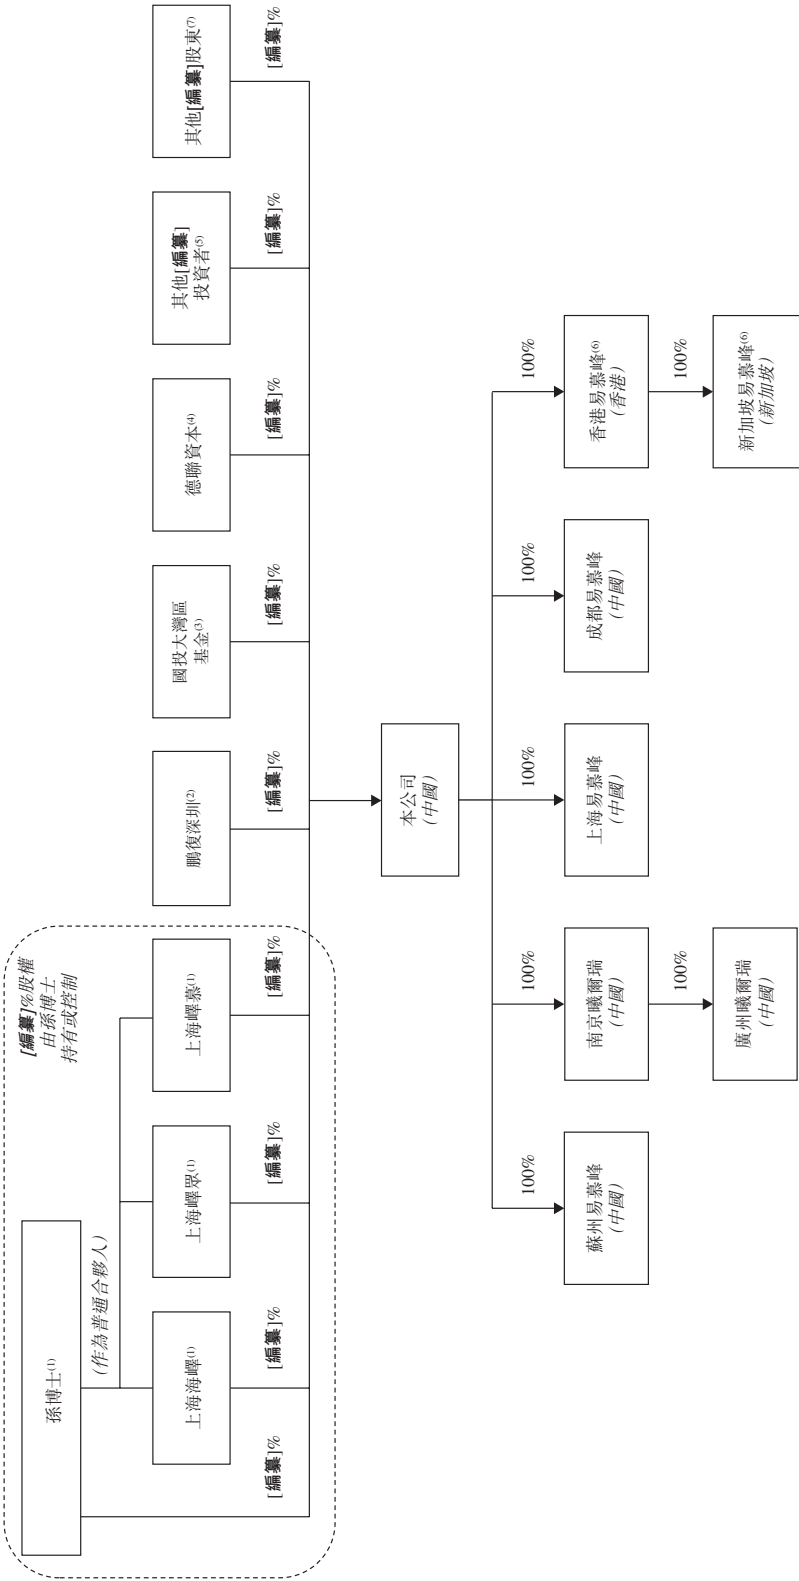 [編纂]%股權
由孫博士
持有或控制
孫博士(1)
(作為普通合夥人)
上海海嶧(1)
上海嶧眾(1)
上海嶧慕(1)
鵬復深圳(2)
國投大灣區
基金(3)
德聯資本(4)
其他[編纂]
投資者(5)
其他[編纂]股東(7)
[編纂]%
[編纂]%
[編纂]%
[編纂]%
[編纂]%
[編纂]%
[編纂]%
[編纂]%
[編纂]%
本公司
(中國)
100%
100%
100%
100%
100%
蘇州易慕峰
(中國)
南京曦爾瑞
(中國)
上海易慕峰
(中國)
成都易慕峰
(中國)
香港易慕峰(6)
(香港)
100%
100%
廣州曦爾瑞
(中國)
新加坡易慕峰(6)
(新加坡)